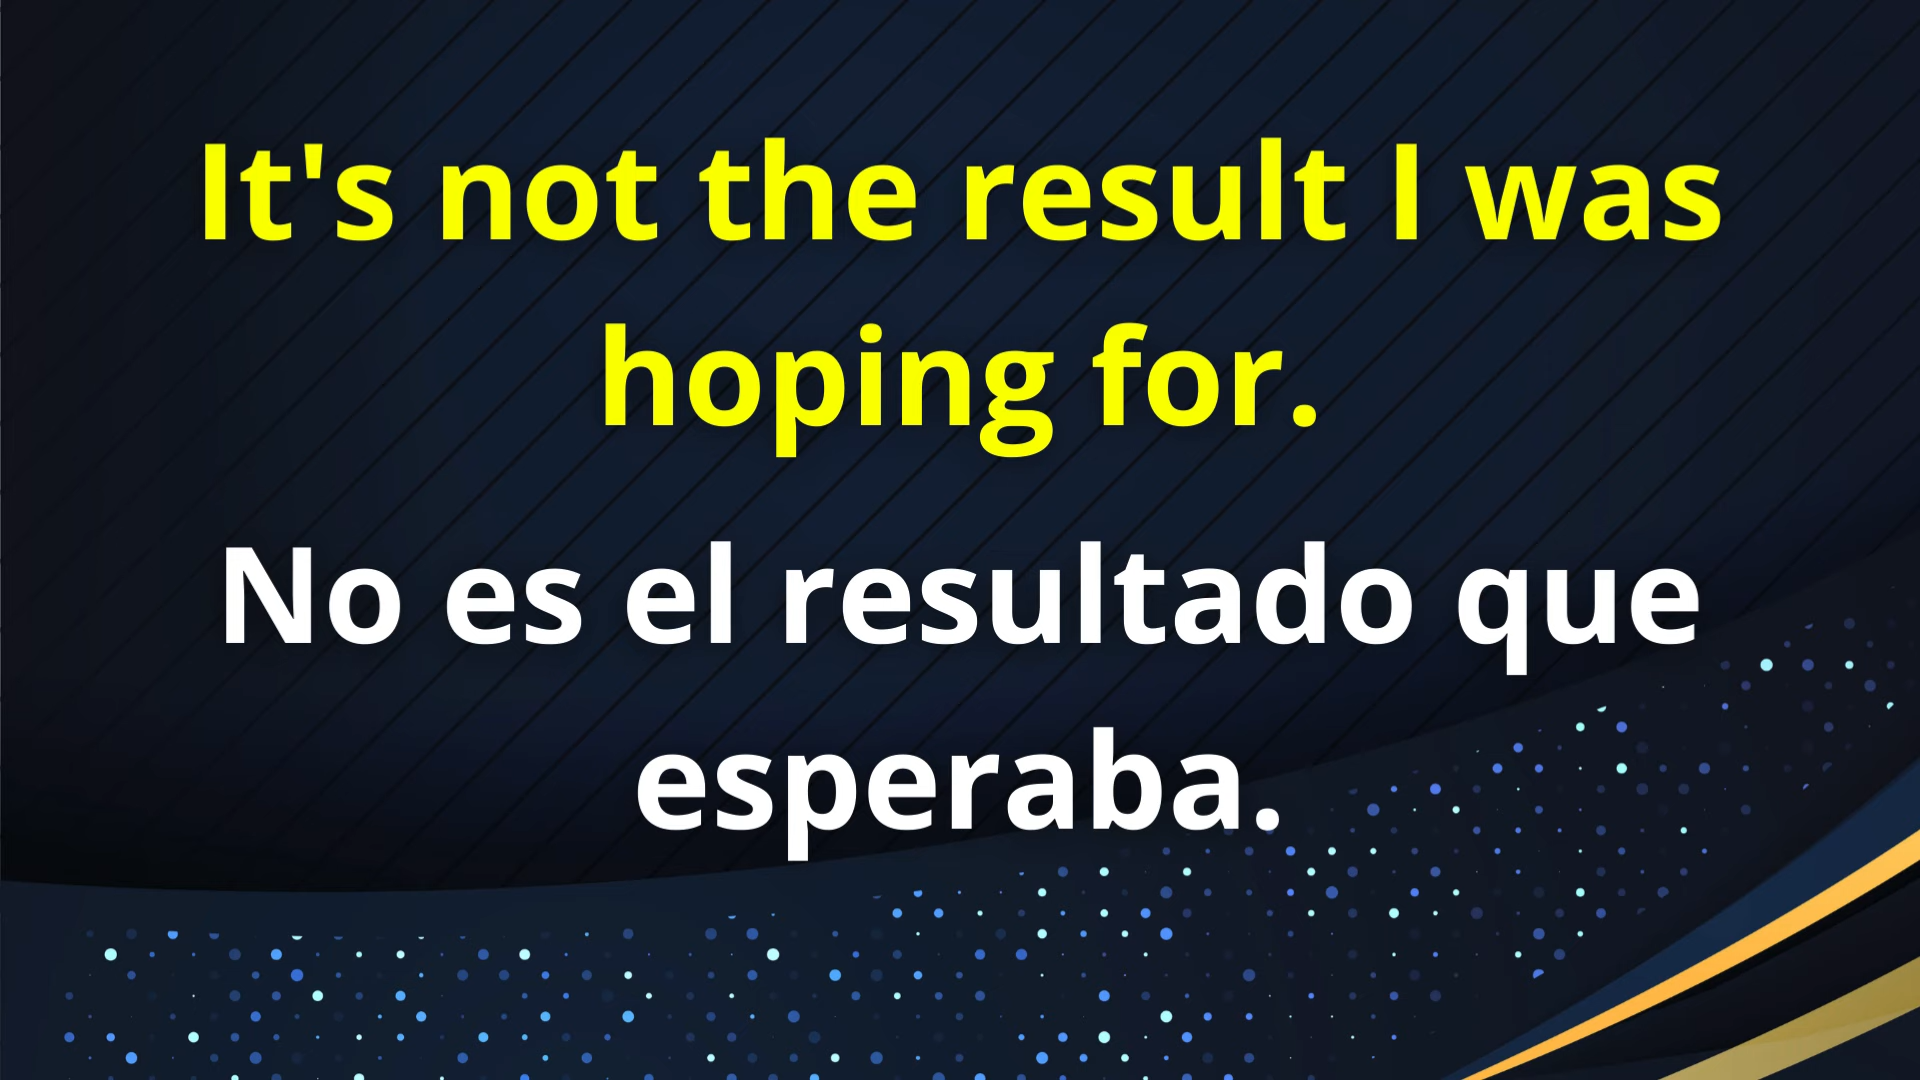 It's not the result I was
hoping for.
No es el resultado que
esperaba.